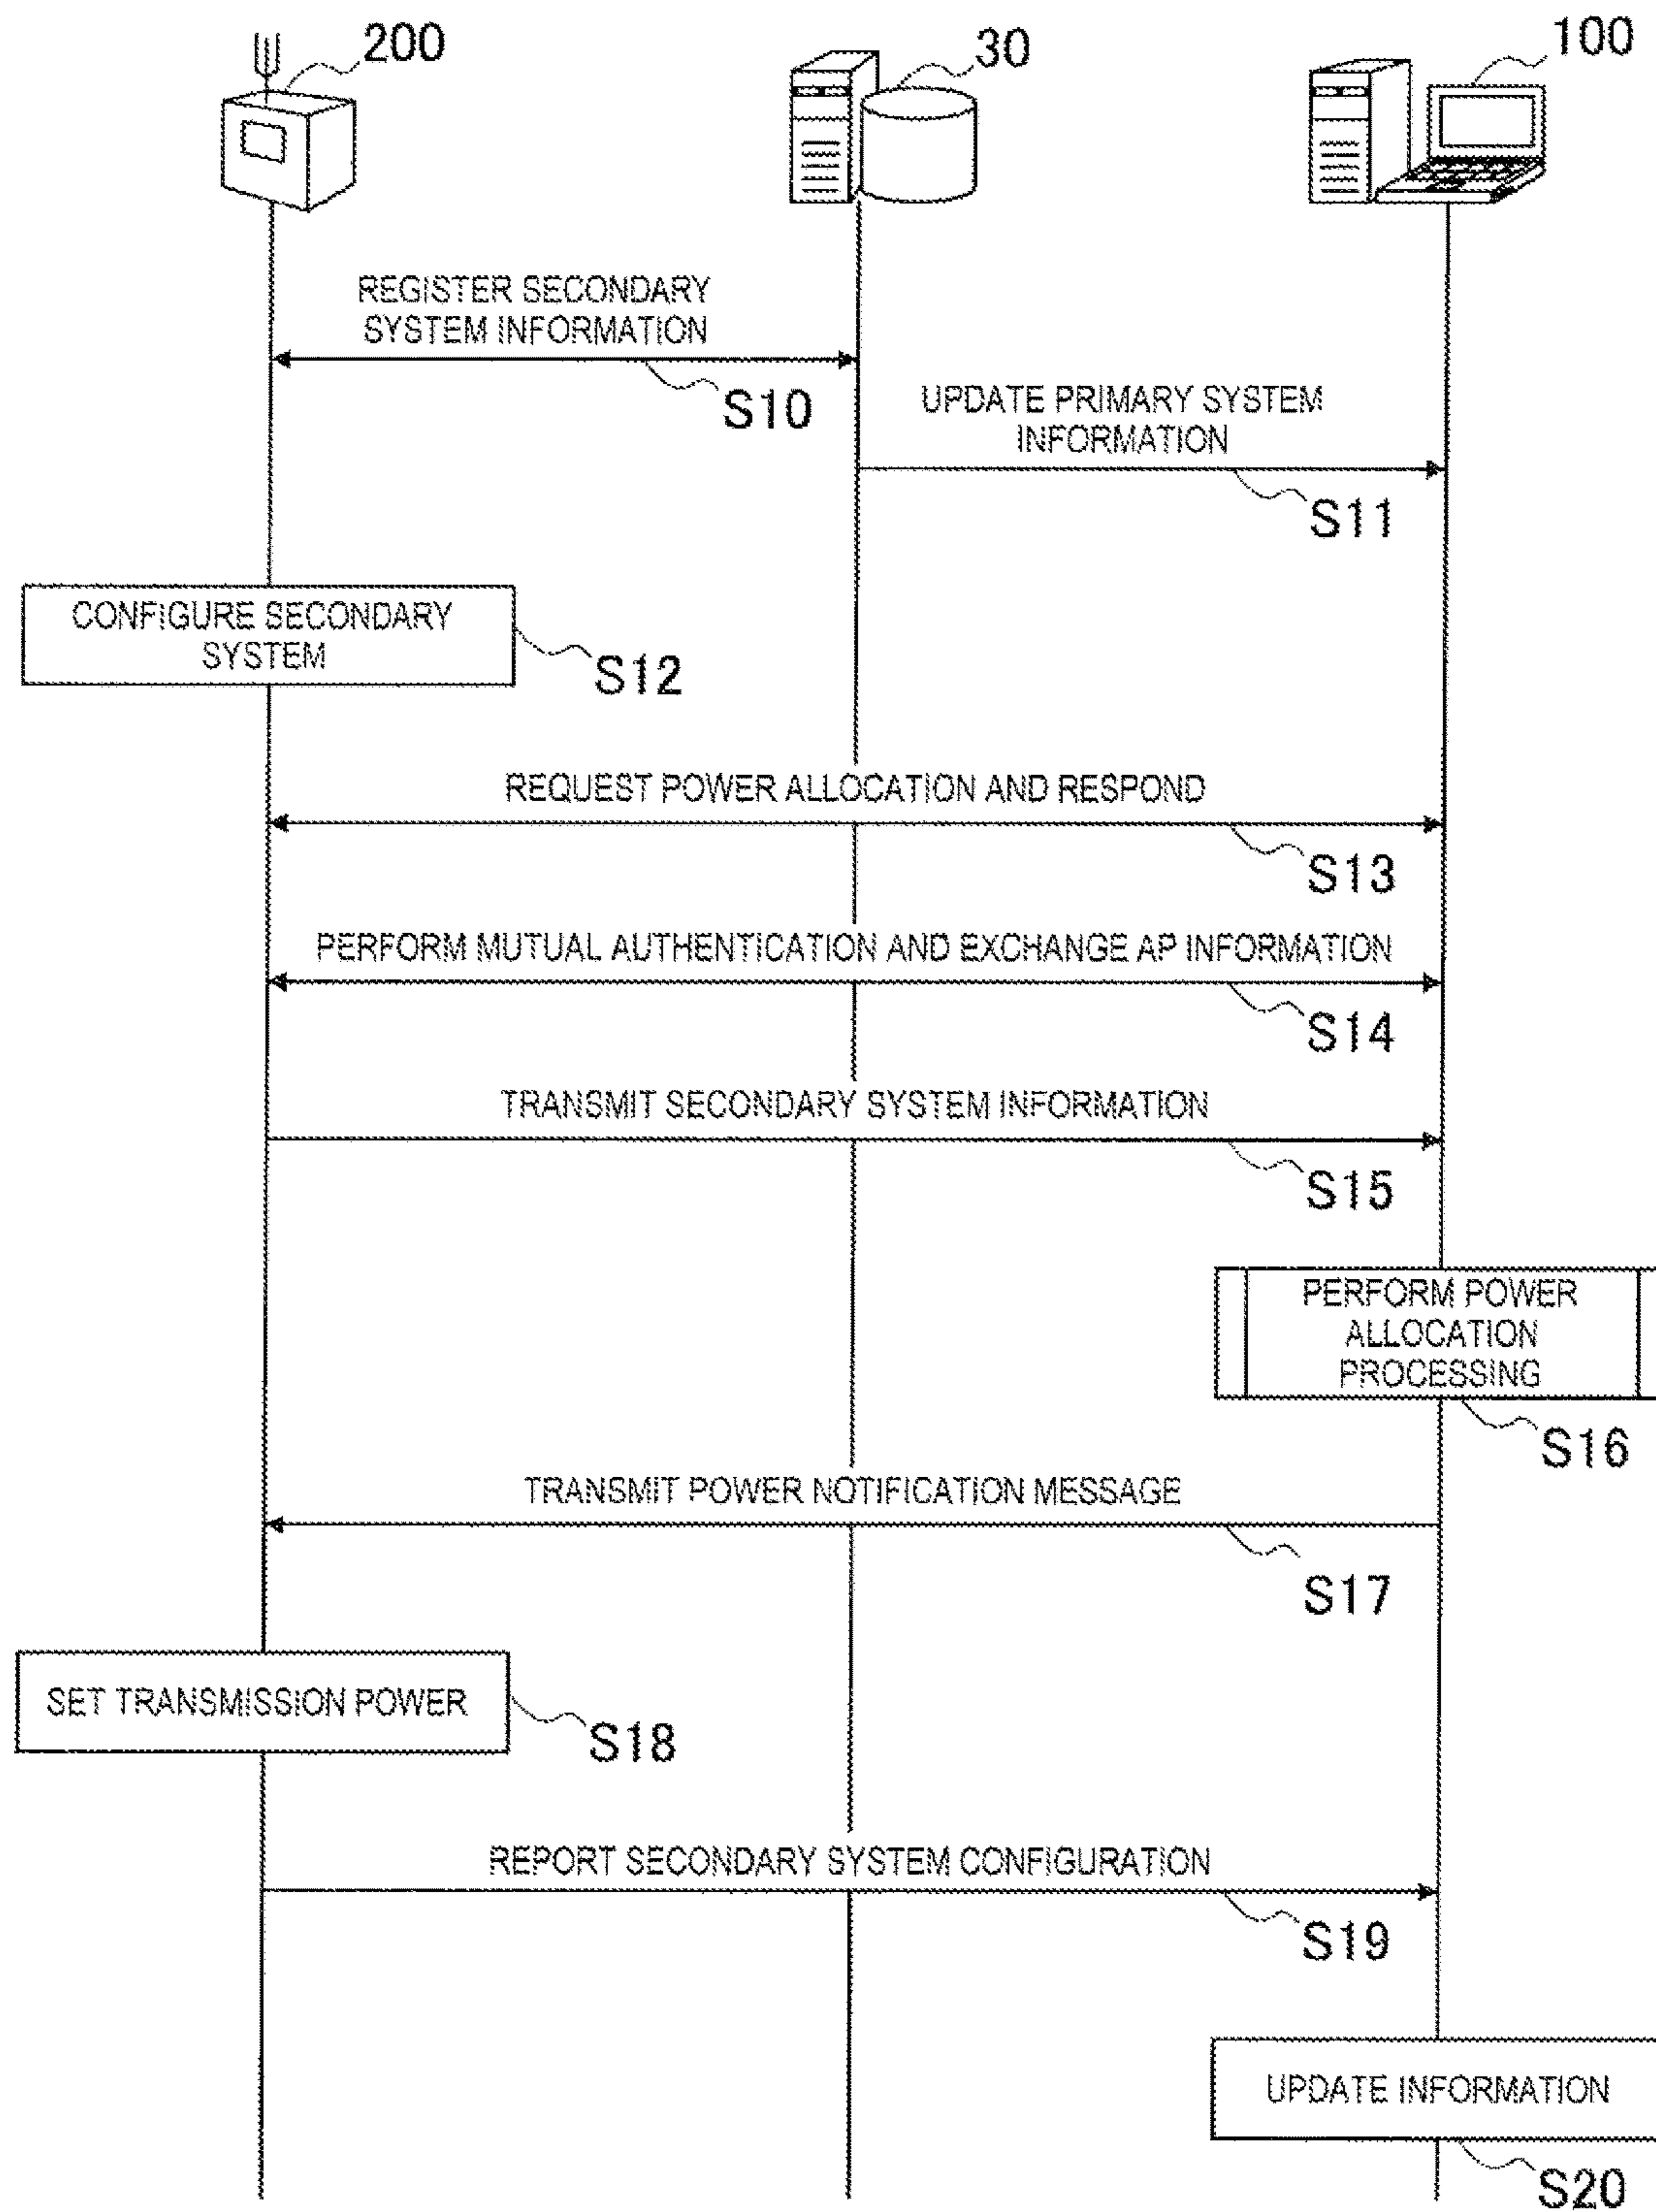 200
30
100
REGISTER SECONDARY
SYSTEM INFORMATION
S10
UPDATE PRIMARY SYSTEM
INFORMATION
S11
CONFIGURE SECONDARY
SYSTEM
S12
REQUEST POWER ALLOCATION AND RESPOND
S13
PERFORM MUTUAL AUTHENTICATION AND EXCHANGE AP INFORMATION
S14
TRANSMIT SECONDARY SYSTEM INFORMATION
S15
PERFORM POWER
ALLOCATION
PROCESSING
S16
TRANSMIT POWER NOTIFICATION MESSAGE
S17
SET TRANSMISSION POWER
S18
REPORT SECONDARY SYSTEM CONFIGURATION
S19
UPDATE INFORMATION
S20